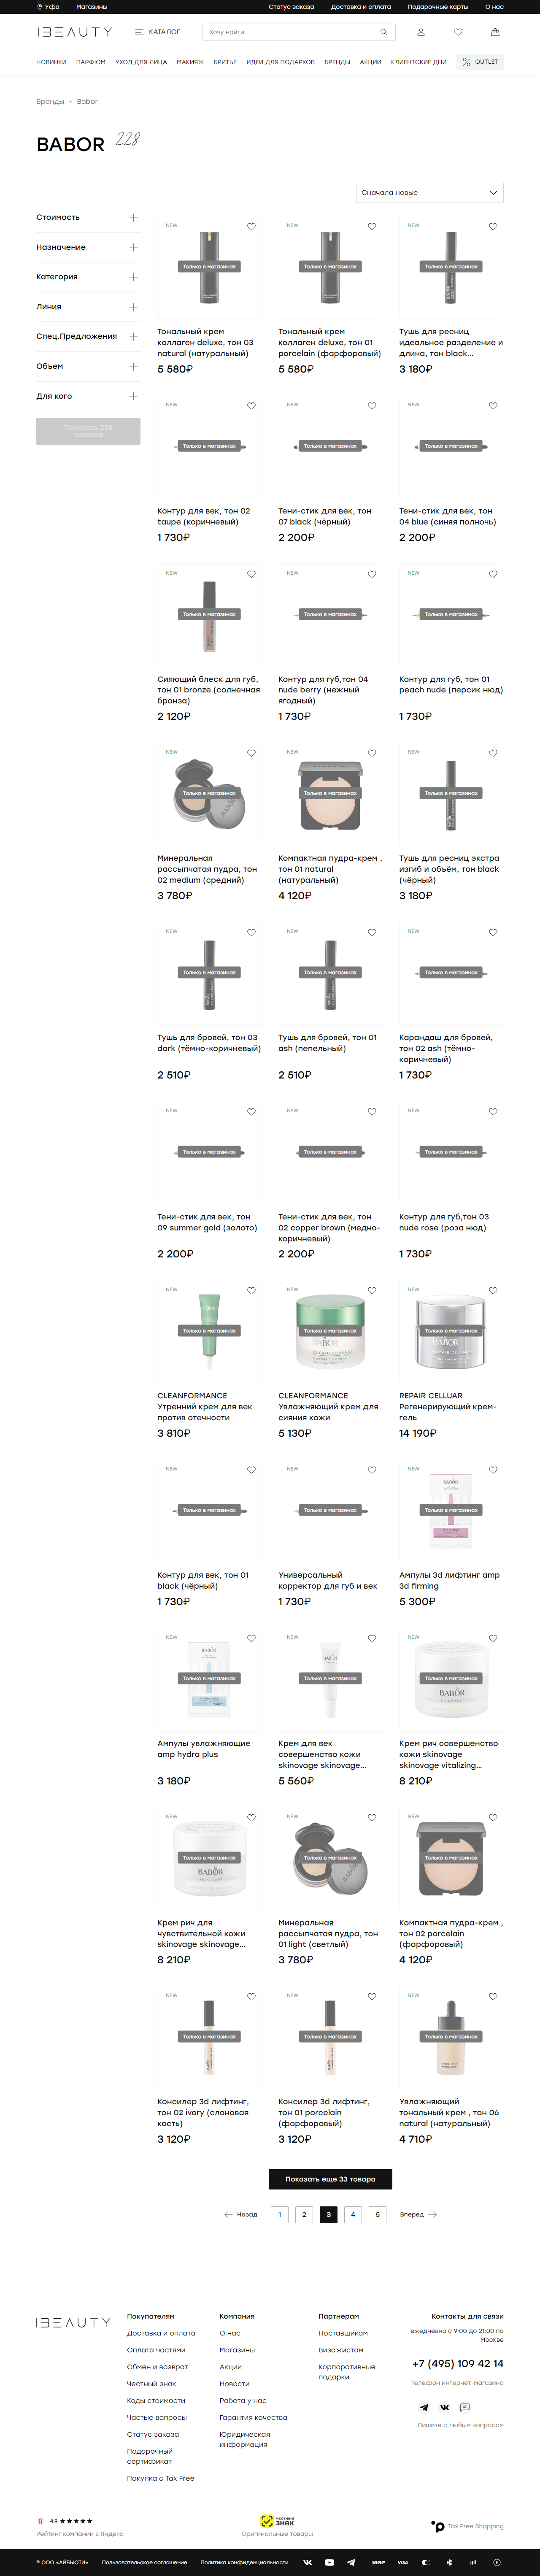 Уфа Магазины Статус заказа Доставка и оплата Подарочные карты О нас
IBEAUTY КАТАЛОГ Хочу найти
НОВИНКИ ПАРФЮМ УХОД ДЛЯ ЛИЦА МАКИЯЖ БРИТЬЕ ИДЕИ ДЛЯ ПОДАРКОВ БРЕНДЫ АКЦИИ КЛИЕНТСКИЕ ДНИ OUTLET
Бренды Babor
BABOR 228
Сначала новые
Стоимость
Назначение
Категория
Линия
Спец.Предложения
Объем
Для кого
Показать 228
товаров
NEW NEW NEW
Только в магазинах Только в магазинах Только в магазинах
Тональный крем Тональный крем Тушь для ресниц
коллаген deluxe, тон 03 коллаген deluxe, тон 01 идеальное разделение и
natural (натуральный) porcelain (фарфоровый) длина, тон black...
5 580₽ 5 580₽ 3 180₽
NEW NEW NEW
Только в магазинах Только в магазинах Только в магазинах
Контур для век, тон 02 Тени-стик для век, тон Тени-стик для век, тон
taupe (коричневый) 07 black (чёрный) 04 blue (синяя полночь)
1 730₽ 2 200₽ 2 200₽
NEW NEW NEW
Только в магазинах Только в магазинах Только в магазинах
Сияющий блеск для губ, Контур для губ,тон 04 Контур для губ, тон 01
тон 01 bronze (солнечная nude berry (нежный peach nude (персик нюд)
бронза) ягодный)
2 120₽ 1 730₽ 1 730₽
NEW NEW NEW
Только в магазинах Только в магазинах Только в магазинах
Минеральная Компактная пудра-крем , Тушь для ресниц экстра
рассыпчатая пудра, тон тон 01 natural изгиб и объём, тон black
02 medium (средний) (натуральный) (чёрный)
3 780₽ 4 120₽ 3 180₽
NEW NEW NEW
Только в магазинах Только в магазинах Только в магазинах
Тушь для бровей, тон 03 Тушь для бровей, тон 01 Карандаш для бровей,
dark (тёмно-коричневый) ash (пепельный) тон 02 ash (тёмно-
коричневый)
2 510₽ 2 510₽ 1 730₽
NEW NEW NEW
Только в магазинах Только в магазинах Только в магазинах
Тени-стик для век, тон Тени-стик для век, тон Контур для губ,тон 03
09 summer gold (золото) 02 copper brown (медно- nude rose (роза нюд)
коричневый)
2 200₽ 2 200₽ 1 730₽
NEW NEW NEW
Только в магазинах Только в магазинах Только в магазинах
BABOR BABOR
CLEANFORMANCE REPAIR CELLULAR
CLEANFORMANCE CLEANFORMANCE REPAIR CELLUAR
Утренний крем для век Увлажняющий крем для Регенерирующий крем-
против отечности сияния кожи гель
3 810₽ 5 130₽ 14 190₽
NEW NEW NEW
BABOR
Только в магазинах Только в магазинах Только в магазинах
Контур для век, тон 01 Универсальный Ампулы 3d лифтинг amp
black (чёрный) корректор для губ и век 3d firming
1 730₽ 1 730₽ 5 300₽
NEW NEW NEW
BABOR BABOR
Только в магазинах Только в магазинах Только в магазинах
BABOR
Ампулы увлажняющие Крем для век Крем рич совершенство
amp hydra plus совершенство кожи кожи skinovage
skinovage skinovage... skinovage vitalizing...
3 180₽ 5 560₽ 8 210₽
NEW NEW NEW
Только в магазинах Только в магазинах Только в магазинах
BABOR BABOR
Крем рич для Минеральная Компактная пудра-крем ,
чувствительной кожи рассыпчатая пудра, тон тон 02 porcelain
skinovage skinovage... 01 light (светлый) (фарфоровый)
8 210₽ 3 780₽ 4 120₽
NEW NEW NEW
Только в магазинах Только в магазинах Только в магазинах
Консилер 3d лифтинг, Консилер 3d лифтинг, Увлажняющий
тон 02 ivory (слоновая тон 01 porcelain тональный крем , тон 06
кость) (фарфоровый) natural (натуральный)
3 120₽ 3 120₽ 4 710₽
Показать еще 33 товара
Назад 1 2 3 4 5 Вперед
IBEAUTY Покупателям Компания Партнерам Контакты для связи
Доставка и оплата О нас Поставщикам ежедневно с 9:00 до 21:00 по
Москве
Оплата частями Магазины Визажистам
Обмен и возврат Акции Корпоративные
подарки
+7 (495) 109 42 14
Честный знак Новости Телефон интернет-магазина
Коды стоимости Работа у нас
Частые вопросы Гарантия качества Пишите с любым вопросом
Статус заказа Юридическая
информация
Подарочный
сертификат
Покупка с Tax Free
Я 4.9 ЧЕСТНЫЙ ЗНАК Tax Free Shopping
Рейтинг компании в Яндекс Оригинальные товары
© ООО «АЙБЬЮТИ» Пользовательское соглашение Политика конфиденциальности МИР VISA